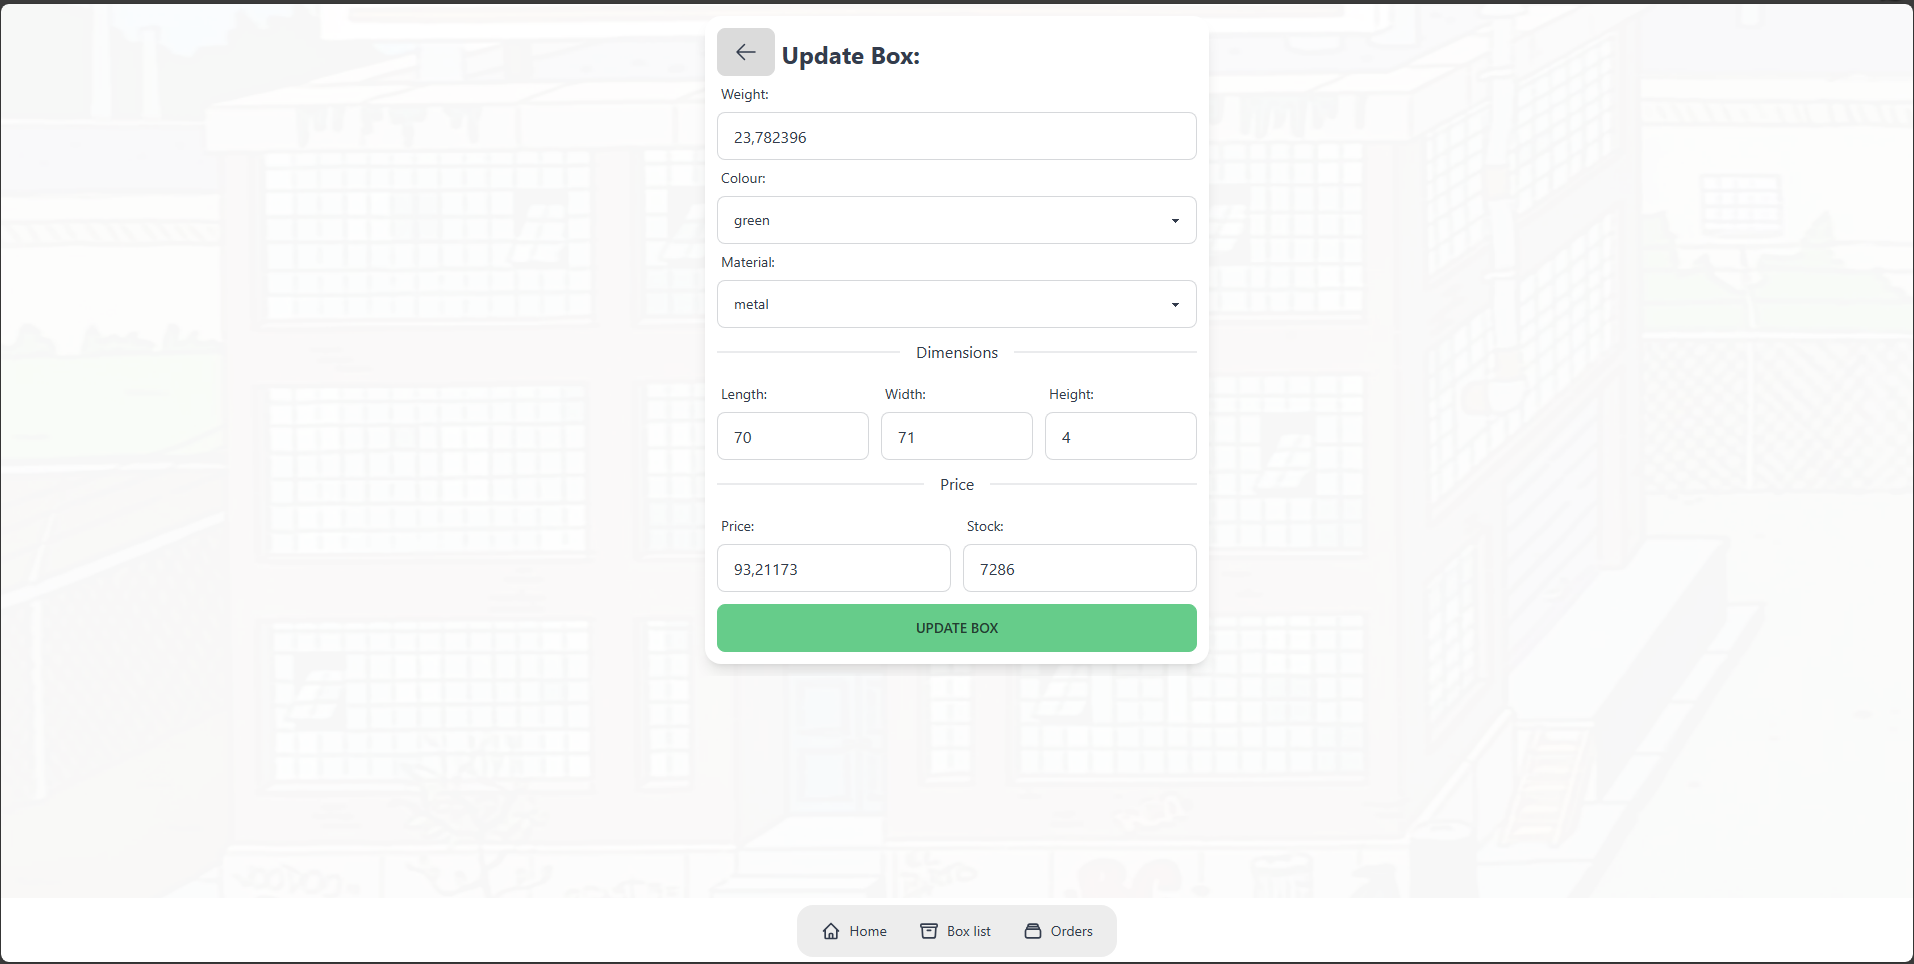 Update Box:
Weight:
23,782396
Colour:
green
Material:
metal
Dimensions
Length: Width: Height:
70 71 4
Price
Price: Stock:
93,21173 7286
UPDATE BOX
Home Box list Orders